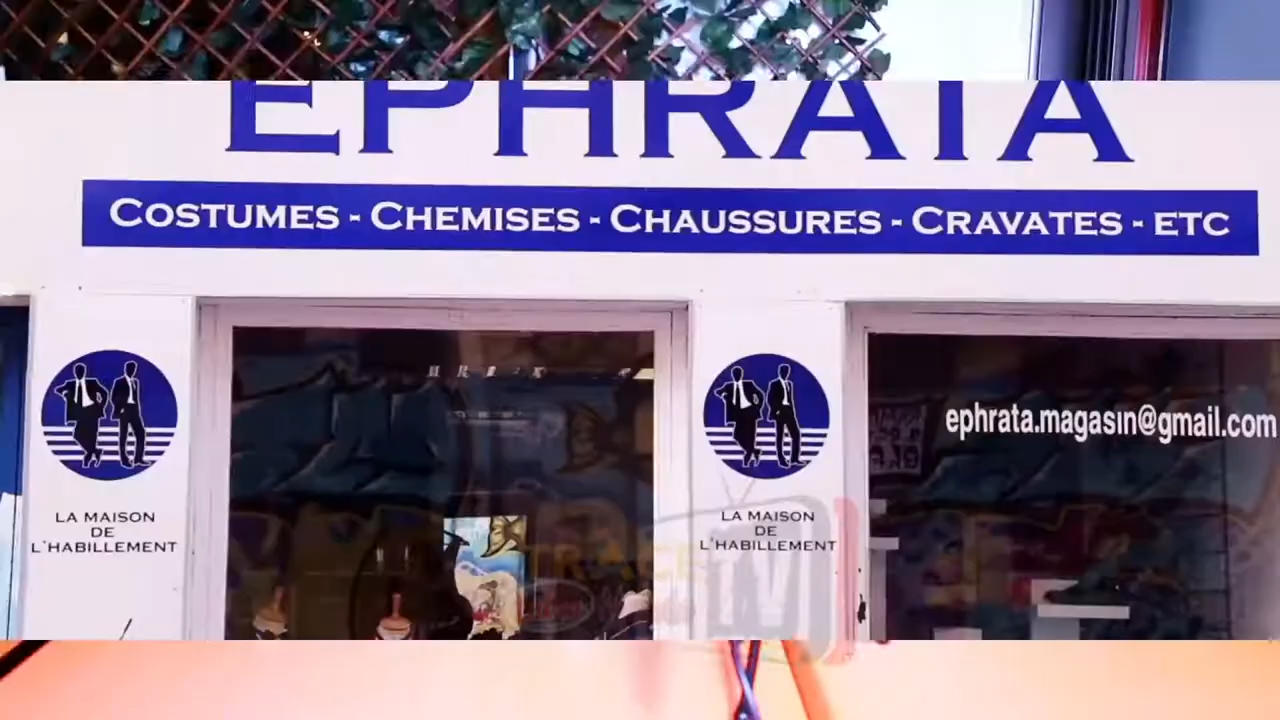 EPHRATA
COSTUMES - CHEMISES - CHAUSSURES - CRAVATES - ETC
LA MAISON
DE
L'HABILLEMENT
LA MAISON
DE
L'HABILLEMENT
ephrata.magasin@gmail.com